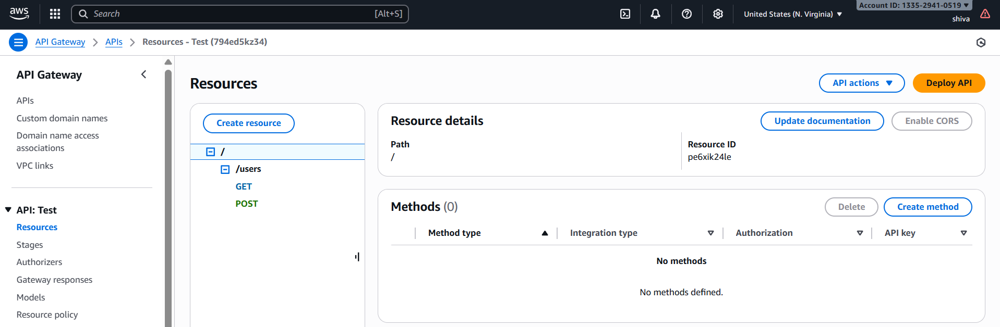 aws
Search [Alt+S]
United States (N. Virginia)
Account ID: 1335-2941-0519
shiva
API Gateway
APIs
Resources - Test (794ed5kz34)
API Gateway
APIs
Custom domain names
Domain name access
associations
VPC links
API: Test
Resources
Stages
Authorizers
Gateway responses
Models
Resource policy
Resources
API actions
Deploy API
Create resource
/
/users
GET
POST
Resource details
Update documentation
Enable CORS
Path
/
Resource ID
pe6xik24le
Methods (0)
Delete
Create method
Method type
Integration type
Authorization
API key
No methods
No methods defined.